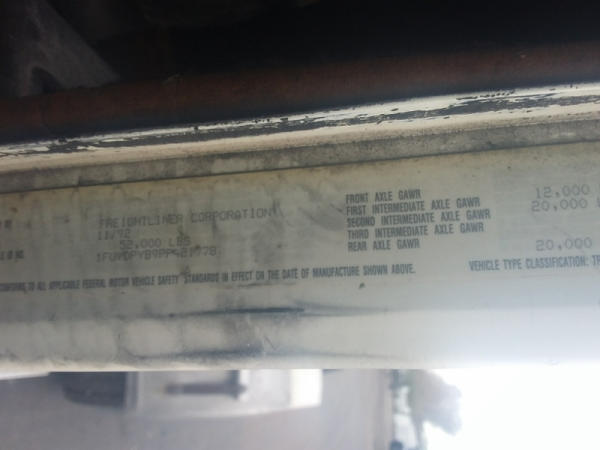 FREIGHTLINER CORPORATION
11/92
52,000 LBS
FRONT AXLE GAWR 12,000
FIRST INTERMEDIATE AXLE GAWR 20,000
SECOND INTERMEDIATE AXLE GAWR
THIRD INTERMEDIATE AXLE GAWR
REAR AXLE GAWR 20,000
CONFORMS TO ALL APPLICABLE FEDERAL MOTOR VEHICLE SAFETY STANDARDS IN EFFECT ON THE DATE OF MANUFACTURE SHOWN ABOVE.
VEHICLE TYPE CLASSIFICATION: TR